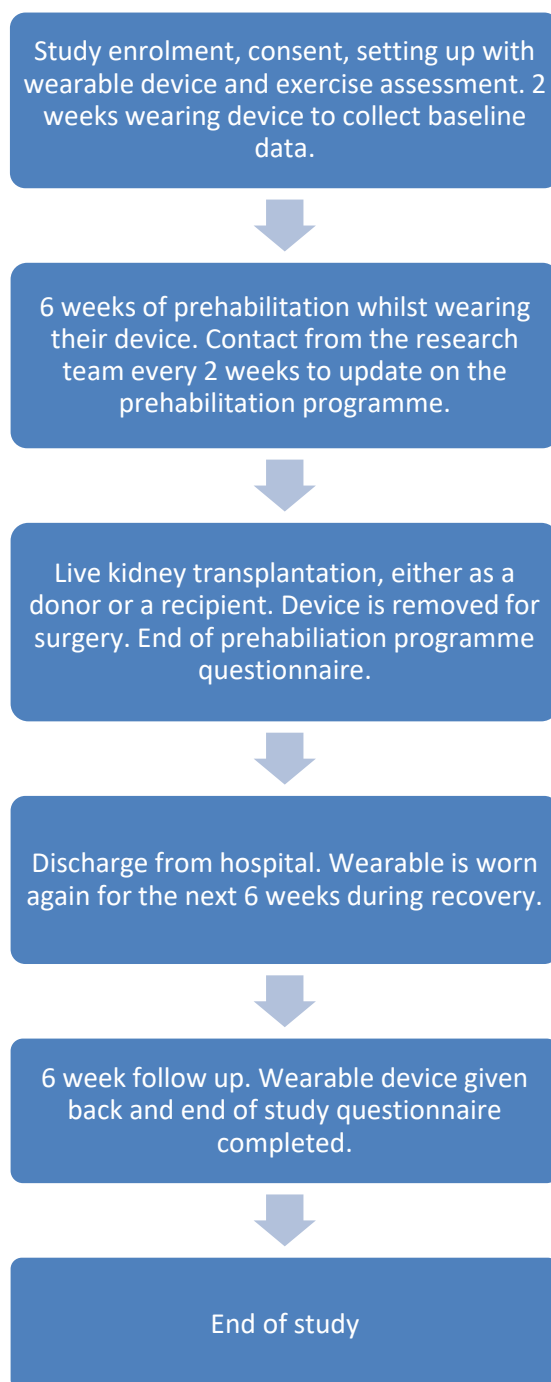 Study enrolment, consent, setting up with
wearable device and exercise assessment. 2
weeks wearing device to collect baseline
data.
6 weeks of prehabilitation whilst wearing
their device. Contact from the research
team every 2 weeks to update on the
prehabilitation programme.
Live kidney transplantation, either as a
donor or a recipient. Device is removed for
surgery. End of prehabiliation programme
questionnaire.
Discharge from hospital. Wearable is worn
again for the next 6 weeks during recovery.
6 week follow up. Wearable device given
back and end of study questionnaire
completed.
End of study